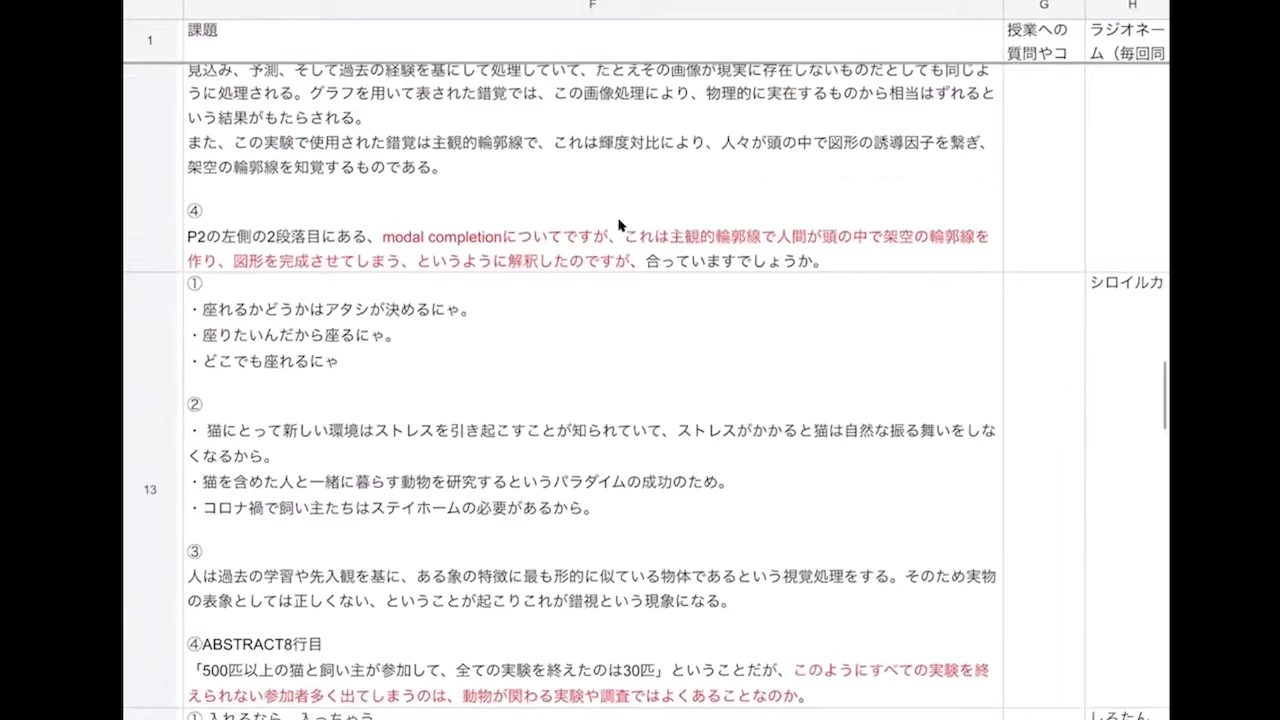 F G H
1 課題 授業への ラジオネー
質問やコ ム（毎回同
見込み、予測、そして過去の経験を基にして処理していて、たとえその画像が現実に存在しないものだとしても同じよ
うに処理される。グラフを用いて表された錯覚では、この画像処理により、物理的に実在するものから相当はずれると
いう結果がもたらされる。
また、この実験で使用された錯覚は主観的輪郭線で、これは輝度対比により、人々が頭の中で図形の誘導因子を繋ぎ、
架空の輪郭線を知覚するものである。
④
P2の左側の2段落目にある、modal completionについてですが、これは主観的輪郭線で人間が頭の中で架空の輪郭線を
作り、図形を完成させてしまう、というように解釈したのですが、合っていますでしょうか。
① シロイルカ
・座れるかどうかはアタシが決めるにゃ。
・座りたいんだから座るにゃ。
・どこでも座れるにゃ
②
・ 猫にとって新しい環境はストレスを引き起こすことが知られていて、ストレスがかかると猫は自然な振る舞いをしな
くなるから。
・猫を含めた人と一緒に暮らす動物を研究するというパラダイムの成功のため。
13
・コロナ禍で飼い主たちはステイホームの必要があるから。
③
人は過去の学習や先入観を基に、ある象の特徴に最も形的に似ている物体であるという視覚処理をする。そのため実物
の表象としては正しくない、ということが起こりこれが錯視という現象になる。
④ABSTRACT8行目
「500匹以上の猫と飼い主が参加して、全ての実験を終えたのは30匹」ということだが、このようにすべての実験を終
えられない参加者多く出てしまうのは、動物が関わる実験や調査ではよくあることなのか。
① 入れるなら、入っちゃう しろたん